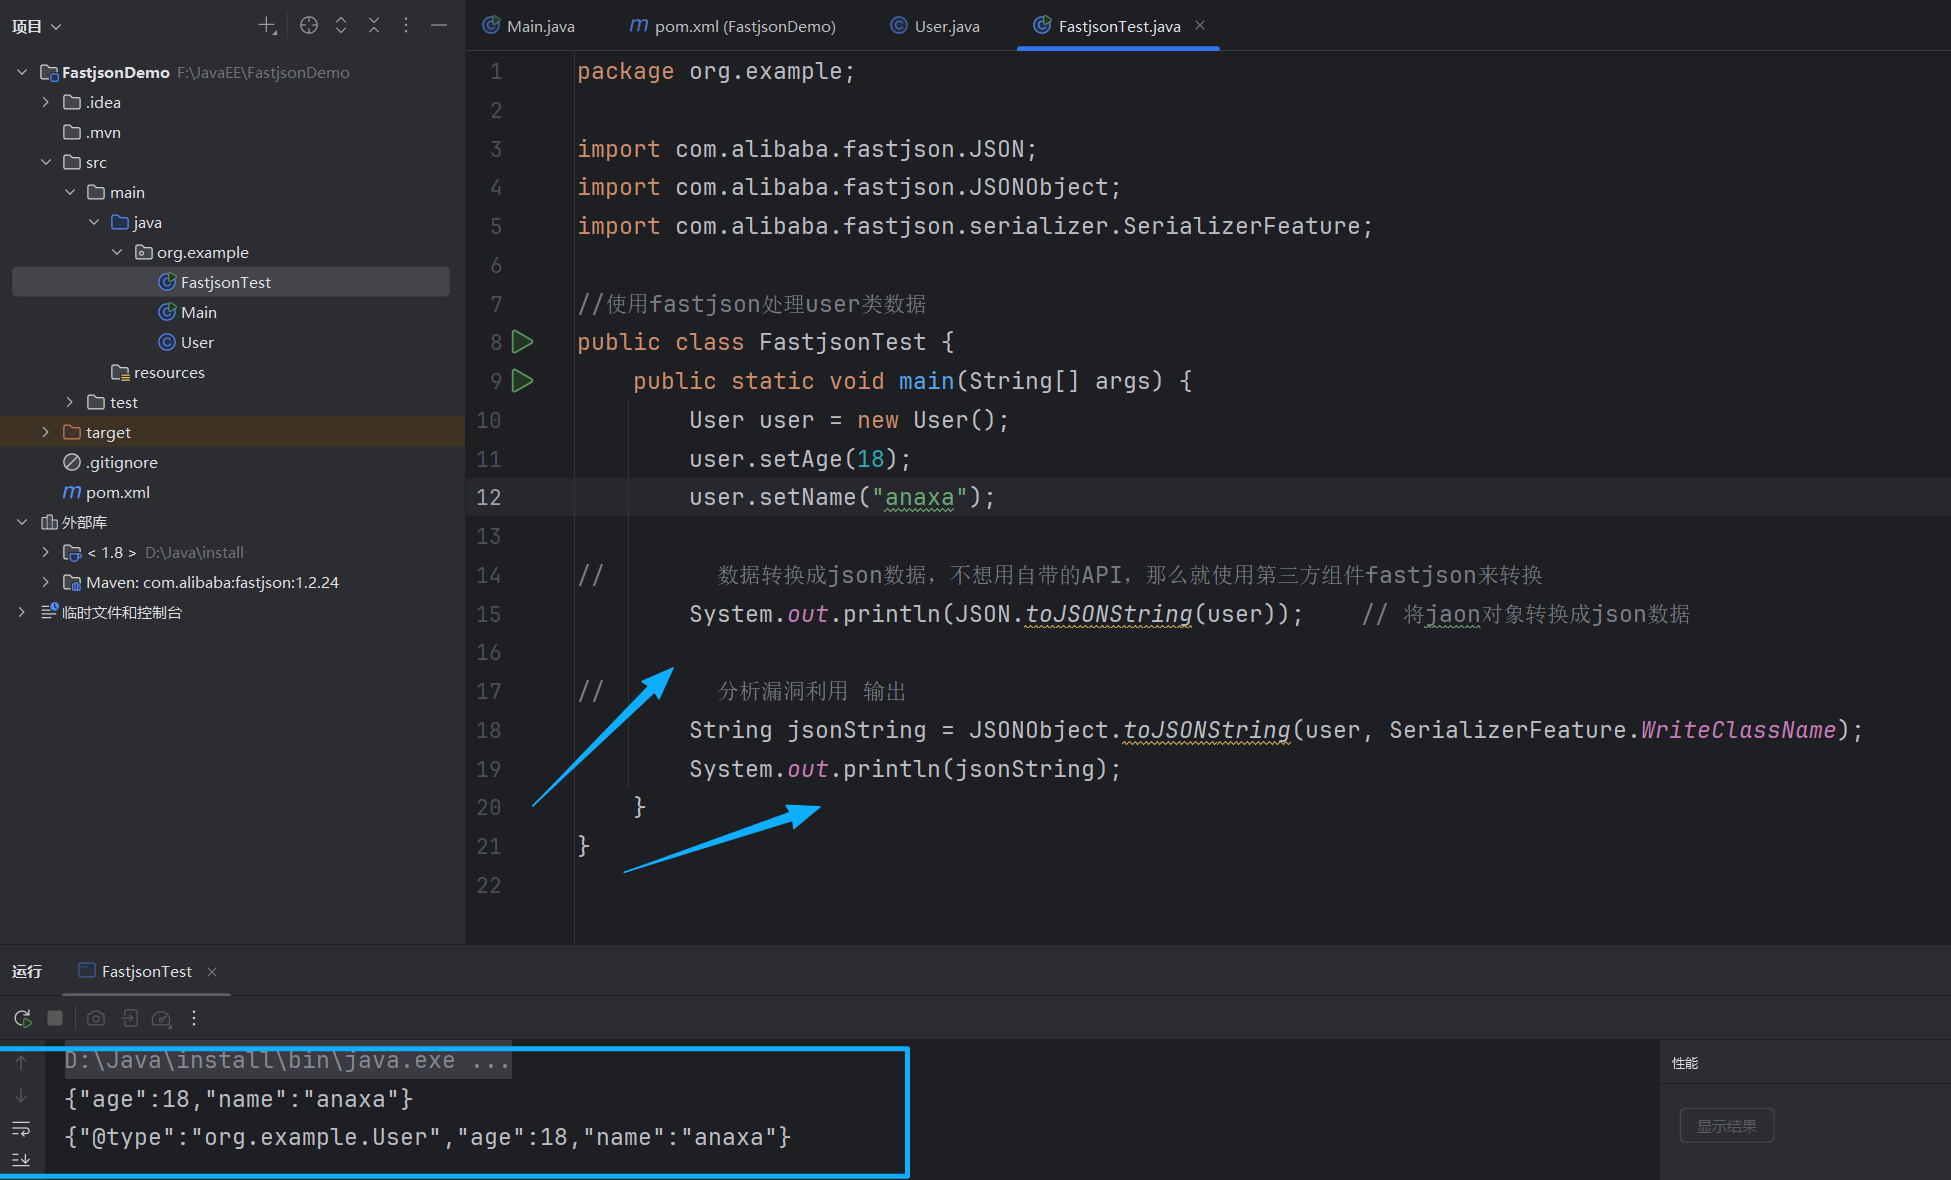 项目
Main.java
pom.xml (FastjsonDemo)
User.java
FastjsonTest.java
FastjsonDemo F:\JavaEE\FastjsonDemo
.idea
.mvn
src
main
java
org.example
FastjsonTest
Main
User
resources
test
target
.gitignore
pom.xml
外部库
< 1.8 > D:\Java\install
Maven: com.alibaba:fastjson:1.2.24
临时文件和控制台
1 package org.example;
2
3 import com.alibaba.fastjson.JSON;
4 import com.alibaba.fastjson.JSONObject;
5 import com.alibaba.fastjson.serializer.SerializerFeature;
6
7 //使用fastjson处理user类数据
8 public class FastjsonTest {
9 public static void main(String[] args) {
10 User user = new User();
11 user.setAge(18);
12 user.setName("anaxa");
13
14 // 数据转换成json数据，不想用自带的API，那么就使用第三方组件fastjson来转换
15 System.out.println(JSON.toJSONString(user)); // 将jaon对象转换成json数据
16
17 // 分析漏洞利用 输出
18 String jsonString = JSONObject.toJSONString(user, SerializerFeature.WriteClassName);
19 System.out.println(jsonString);
20 }
21 }
22
运行
FastjsonTest
D:\Java\install\bin\java.exe ...
{"age":18,"name":"anaxa"}
{"@type":"org.example.User","age":18,"name":"anaxa"}
性能
显示结果